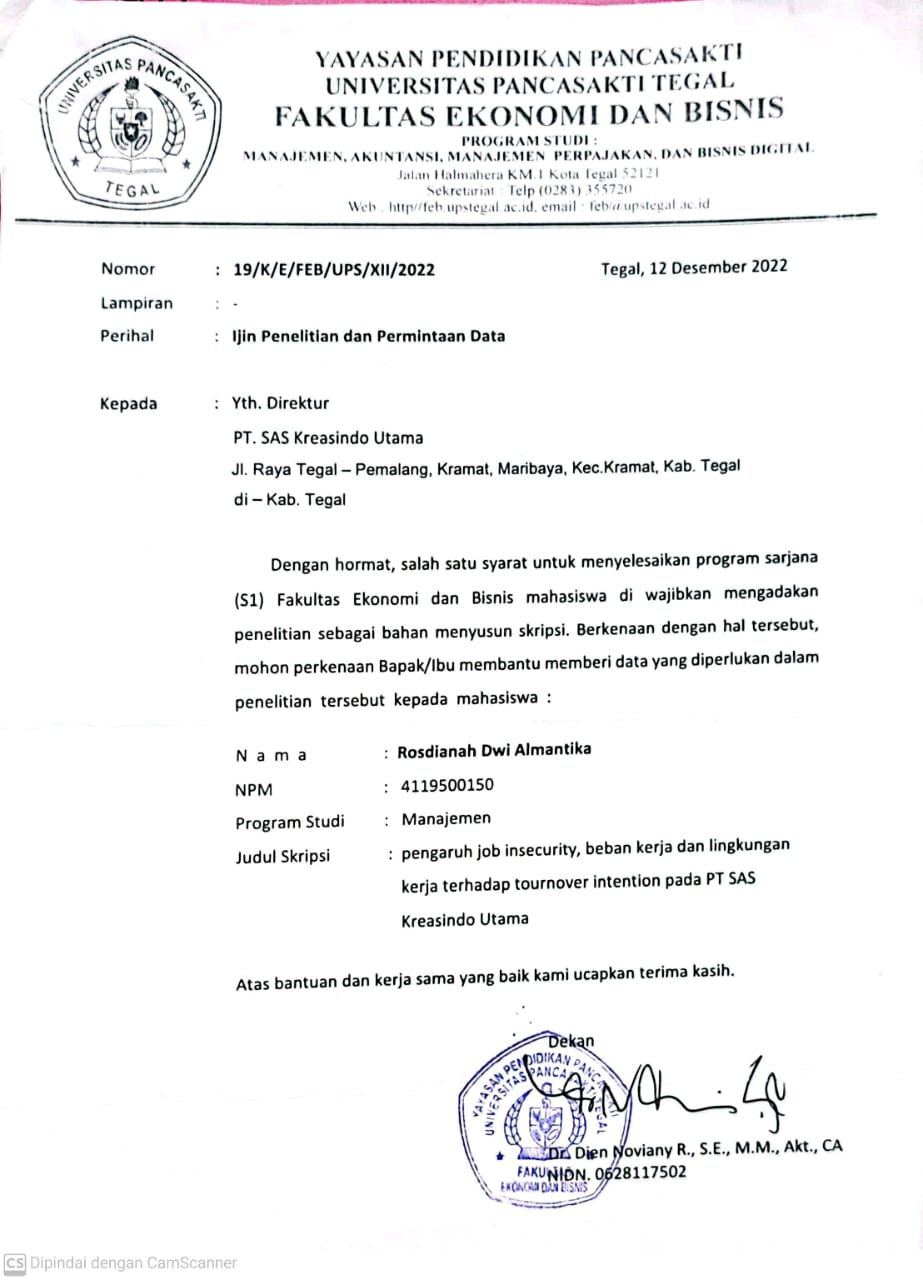 UNIVERSITAS PANCASAKTI
TEGAL
YAYASAN PENDIDIKAN PANCASAKTI
UNIVERSITAS PANCASAKTI TEGAL
FAKULTAS EKONOMI DAN BISNIS
PROGRAM STUDI :
MANAJEMEN, AKUNTANSI, MANAJEMEN PERPAJAKAN, DAN BISNIS DIGITAL
Jalan Halmahera KM.1 Kota Tegal 52121
Sekretariat : Telp (0283) 355720
Web : http//feb.upstegal.ac.id, email : feb@upstegal.ac.id
Nomor : 19/K/E/FEB/UPS/XII/2022 Tegal, 12 Desember 2022
Lampiran : -
Perihal : Ijin Penelitian dan Permintaan Data
Kepada : Yth. Direktur
PT. SAS Kreasindo Utama
Jl. Raya Tegal – Pemalang, Kramat, Maribaya, Kec.Kramat, Kab. Tegal
di – Kab. Tegal
Dengan hormat, salah satu syarat untuk menyelesaikan program sarjana
(S1) Fakultas Ekonomi dan Bisnis mahasiswa di wajibkan mengadakan
penelitian sebagai bahan menyusun skripsi. Berkenaan dengan hal tersebut,
mohon perkenaan Bapak/Ibu membantu memberi data yang diperlukan dalam
penelitian tersebut kepada mahasiswa :
N a m a : Rosdianah Dwi Almantika
NPM : 4119500150
Program Studi : Manajemen
Judul Skripsi : pengaruh job insecurity, beban kerja dan lingkungan
kerja terhadap tournover intention pada PT SAS
Kreasindo Utama
Atas bantuan dan kerja sama yang baik kami ucapkan terima kasih.
Dekan
YAYASAN PENDIDIKAN PANCASAKTI
UNIVERSITAS PANCASAKTI TEGAL
Dr. Dien Noviany R., S.E., M.M., Akt., CA
NIDN. 0628117502
EKONOMI DAN BISNIS
CS Dipindai dengan CamScanner